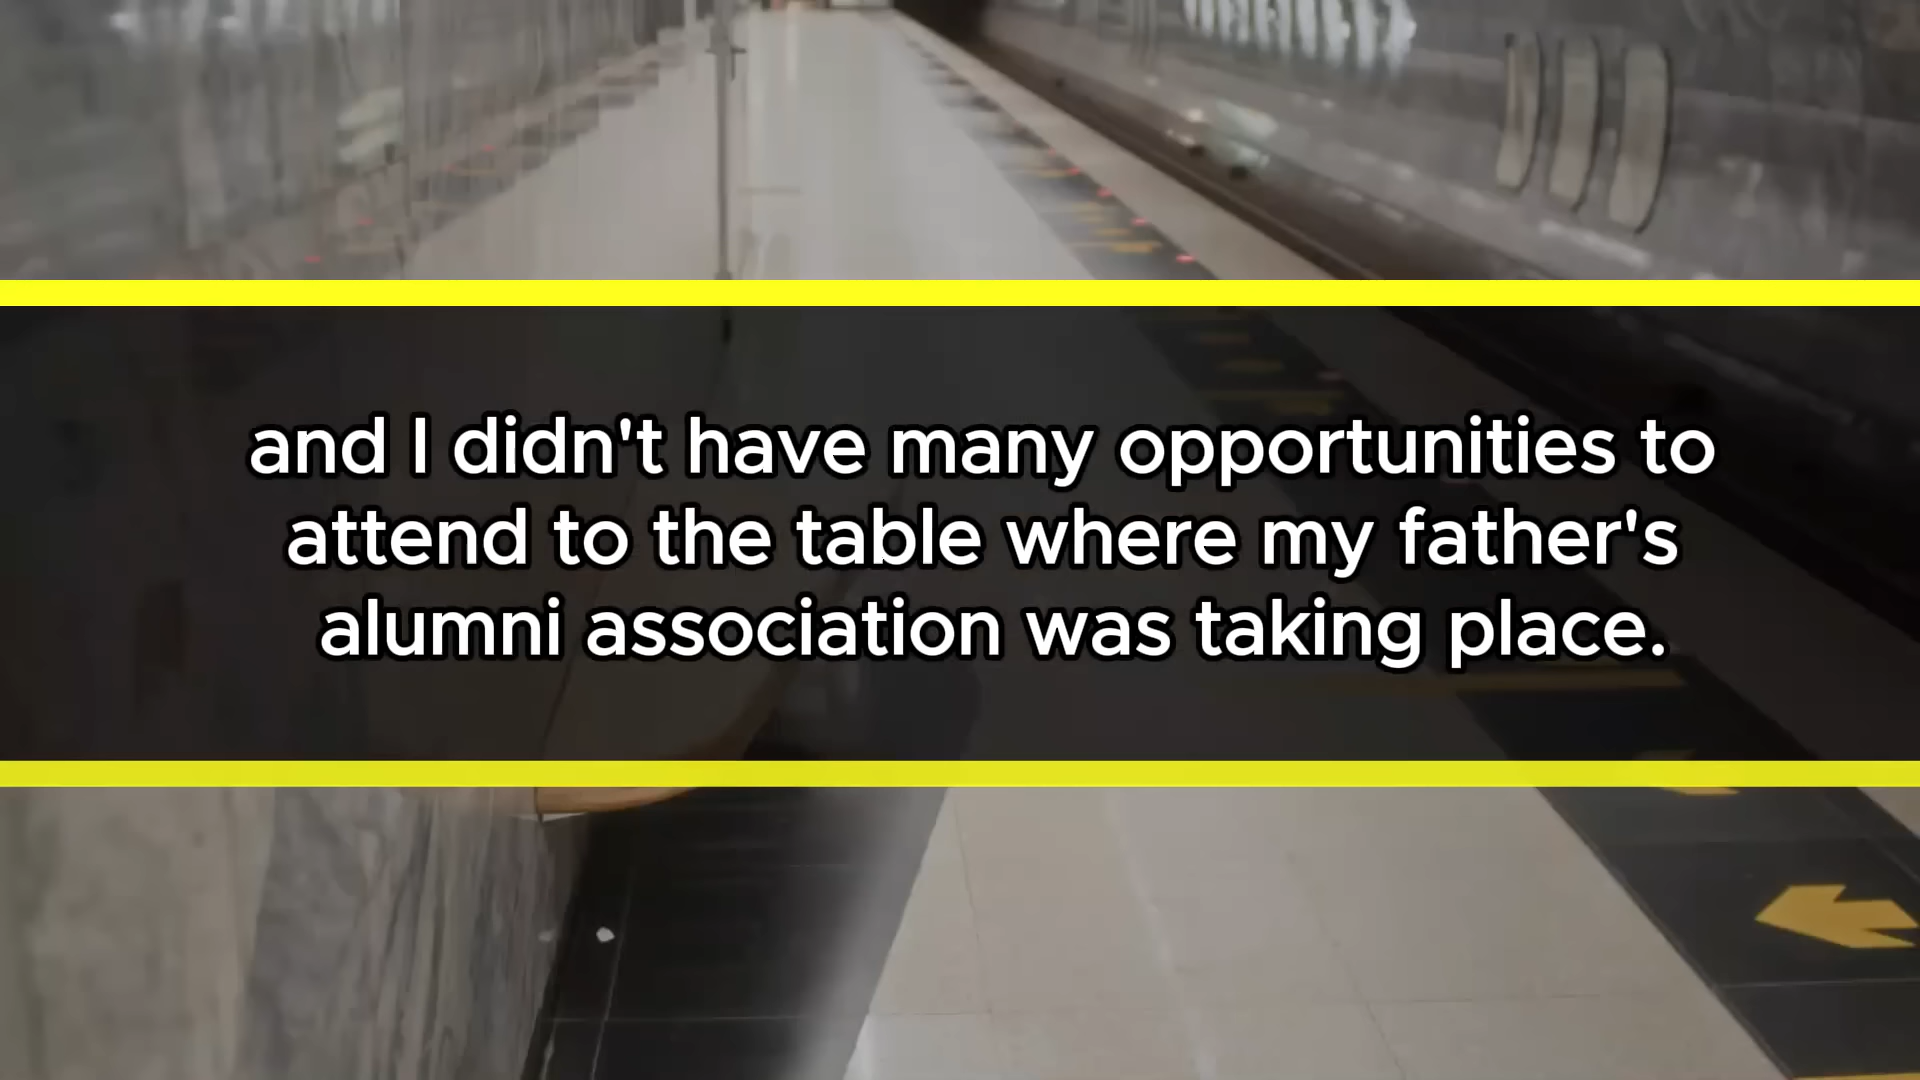 and I didn't have many opportunities to
attend to the table where my father's
alumni association was taking place.